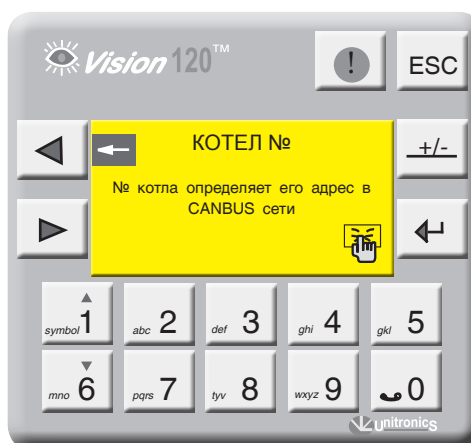 Vision 120™
!
ESC
КОТЕЛ №
+/-
№ котла определяет его адрес в
CANBUS сети
symbol 1
abc 2
def 3
ghi 4
gkl 5
mno 6
pqrs 7
tyv 8
wxyz 9
0
unitronics